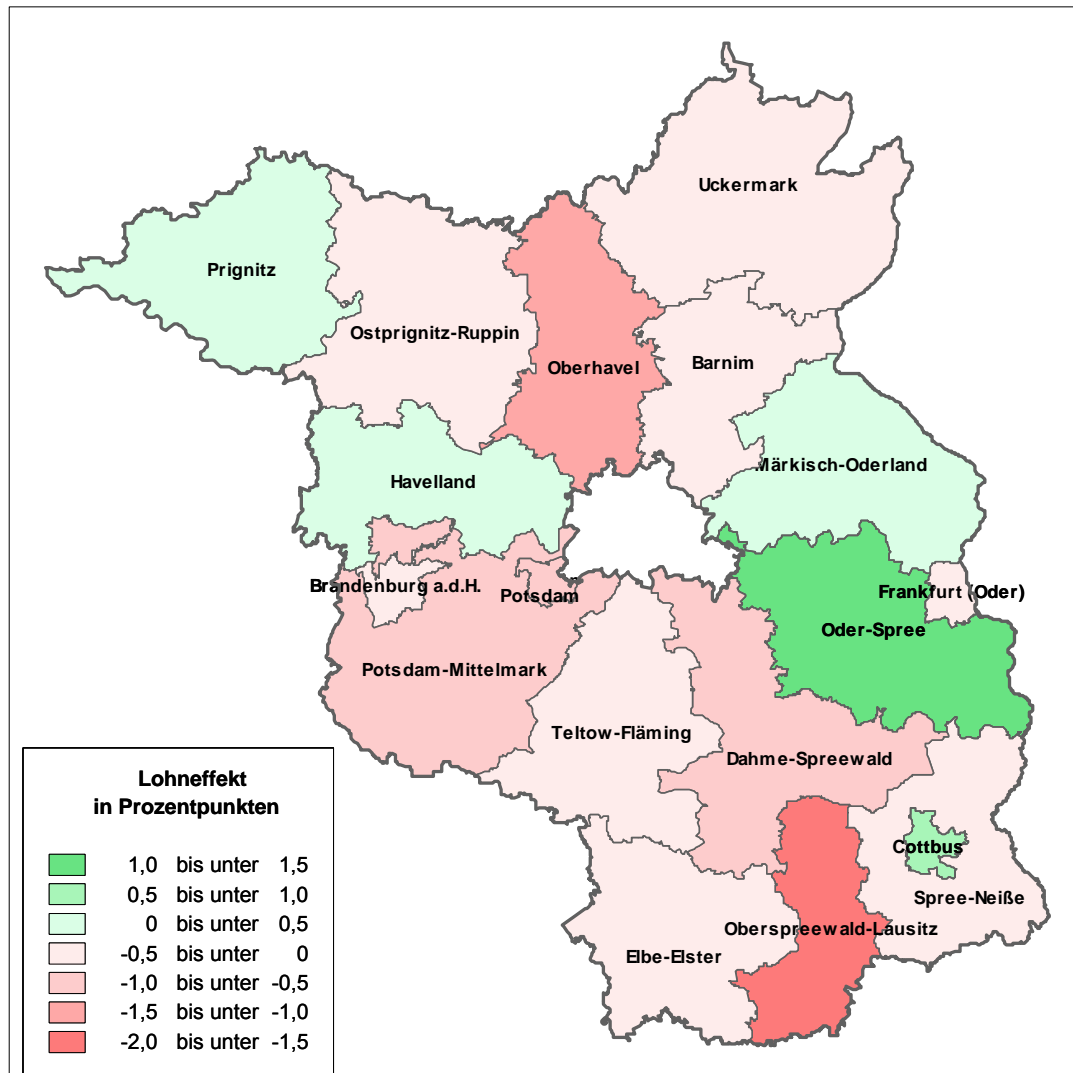 Uckermark
Prignitz
Ostprignitz-Ruppin
Oberhavel
Barnim
Märkisch-Oderland
Havelland
Brandenburg a.d.H.
Potsdam
Frankfurt (Oder)
Oder-Spree
Potsdam-Mittelmark
Teltow-Fläming
Dahme-Spreewald
Cottbus
Spree-Neiße
Oberspreewald-Lausitz
Elbe-Elster
Lohneffekt
in Prozentpunkten
1,0 bis unter 1,5
0,5 bis unter 1,0
0 bis unter 0,5
-0,5 bis unter 0
-1,0 bis unter -0,5
-1,5 bis unter -1,0
-2,0 bis unter -1,5